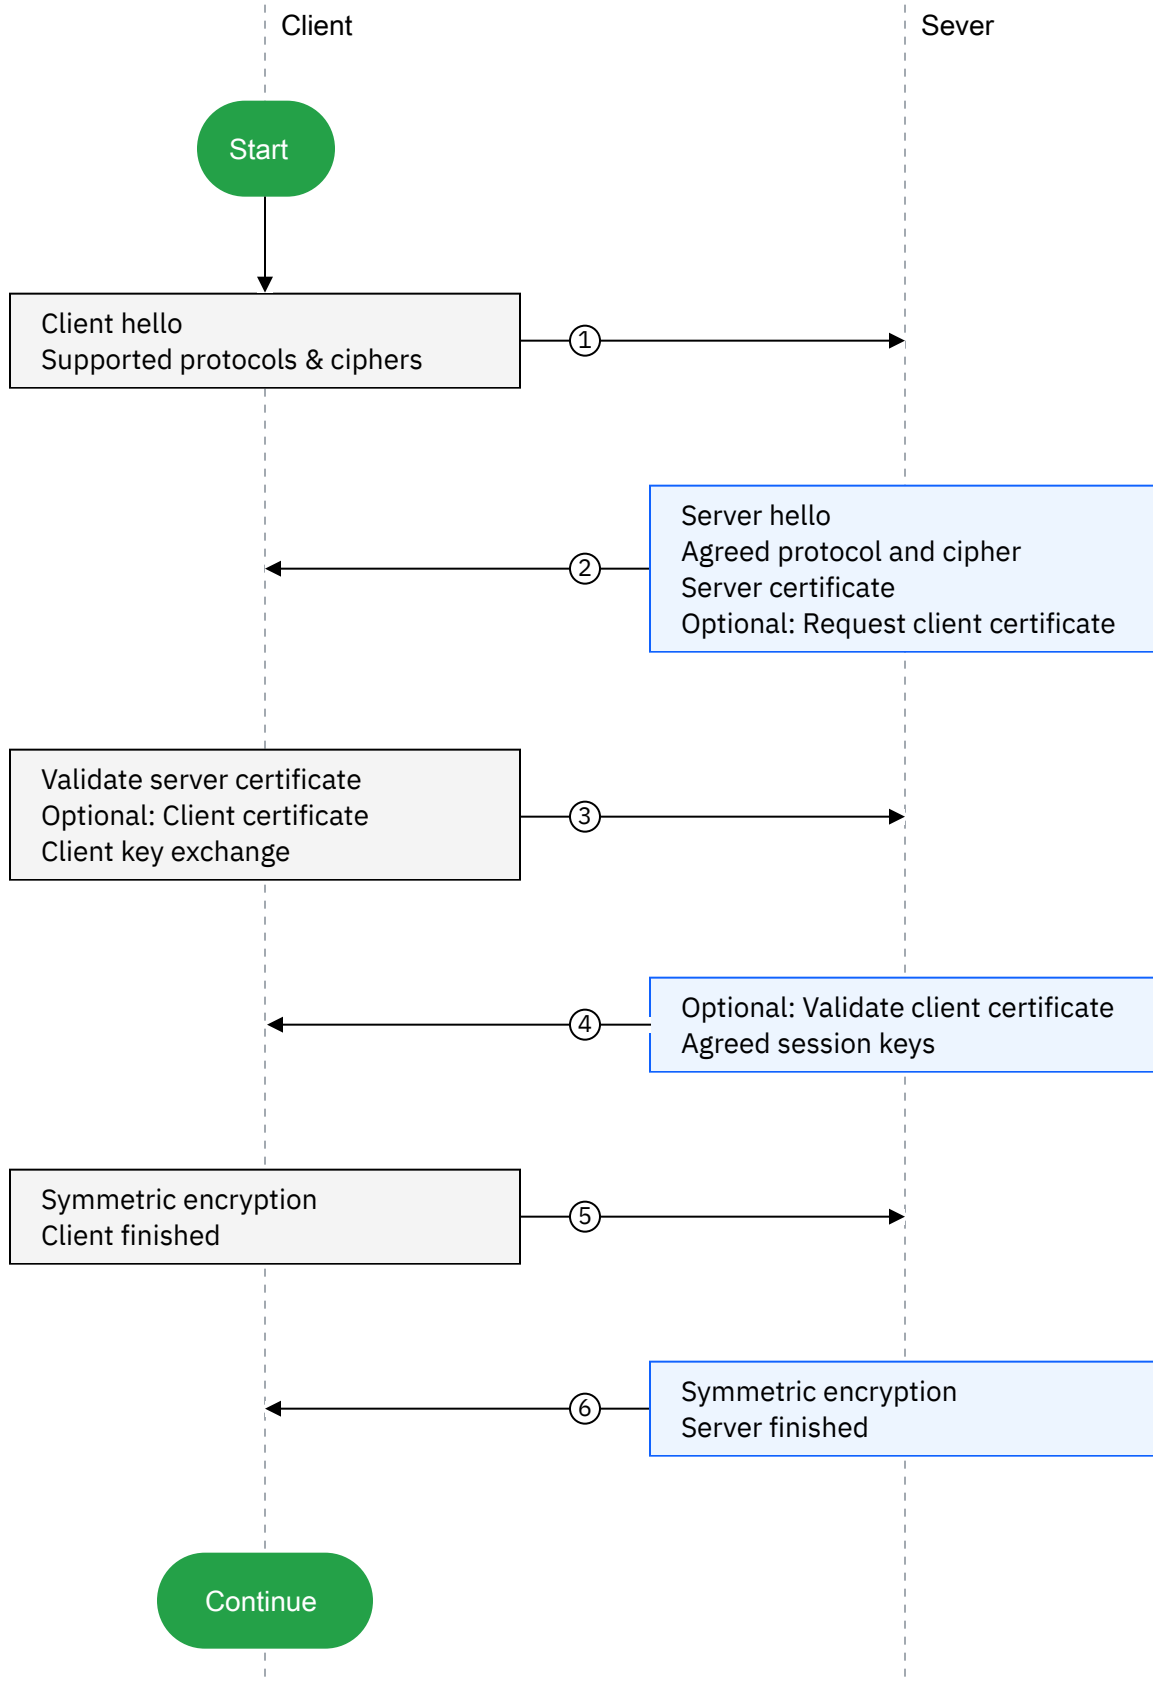 Client
Sever
Start
Client hello
Supported protocols & ciphers
1
Server hello
Agreed protocol and cipher
Server certificate
Optional: Request client certificate
2
Validate server certificate
Optional: Client certificate
Client key exchange
3
Optional: Validate client certificate
Agreed session keys
4
Symmetric encryption
Client finished
5
Symmetric encryption
Server finished
6
Continue